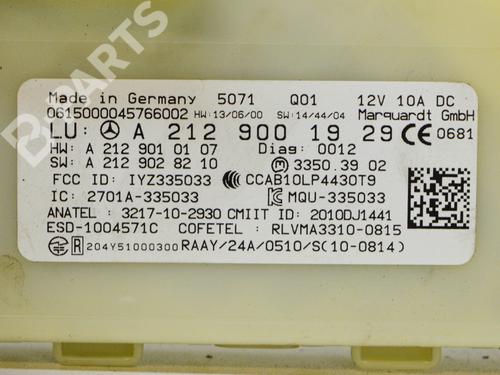 B PARTS
Made in Germany 5071 Q01 12V 10A DC
0615000045766002 HW: 13/06/00 SW: 14/44/04 Marquardt GmbH
LU: A 212 900 19 29 CE 0681
HW: A 212 901 01 07 Diag: 0012
SW: A 212 902 82 10 3350.3902
FCC ID: IYZ335033 CCAB10LP4430T9
IC: 2701A-335033 MQU-335033
ANATEL : 3217-10-2930 CMIIT ID: 2010DJ1441
ESD-1004571C COFETEL : RLVMA3310-0815
R 204Y51000300 RAAY/24A/0510/S(10-0814)